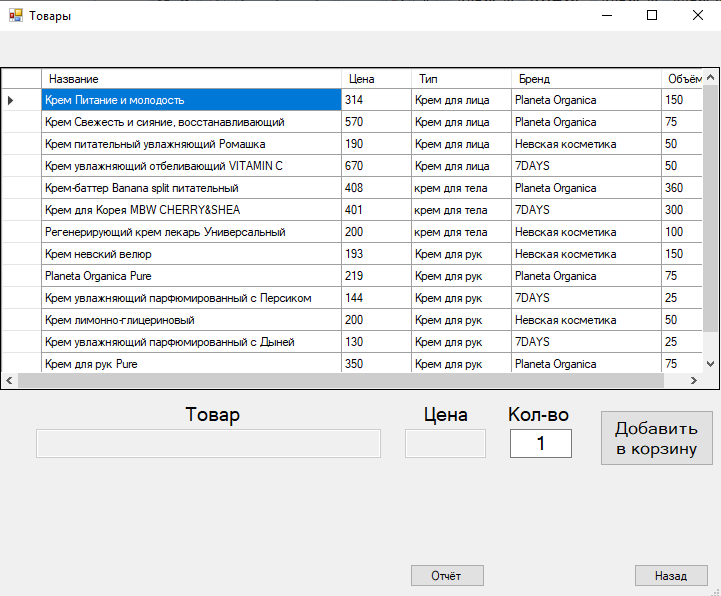 Товары
Название Цена Тип Бренд Объём
Крем Питание и молодость 314 Крем для лица Planeta Organica 150
Крем Свежесть и сияние, восстанавливающий 570 Крем для лица Planeta Organica 75
Крем питательный увлажняющий Ромашка 190 Крем для лица Невская косметика 50
Крем увлажняющий отбеливающий VITAMIN C 670 Крем для лица 7DAYS 50
Крем-баттер Banana split питательный 408 крем для тела Planeta Organica 360
Крем для Корея MBW CHERRY&SHEA 401 крем для тела 7DAYS 300
Регенерирующий крем лекарь Универсальный 200 крем для тела Невская косметика 100
Крем невский велюр 193 Крем для рук Невская косметика 150
Planeta Organica Pure 219 Крем для рук Planeta Organica 75
Крем увлажняющий парфюмированный с Персиком 144 Крем для рук 7DAYS 25
Крем лимонно-глицериновый 200 Крем для рук Невская косметика 50
Крем увлажняющий парфюмированный с Дыней 130 Крем для рук 7DAYS 25
Крем для рук Pure 350 Крем для рук Planeta Organica 75
Товар Цена Кол-во
1
Добавить
в корзину
Отчёт Назад